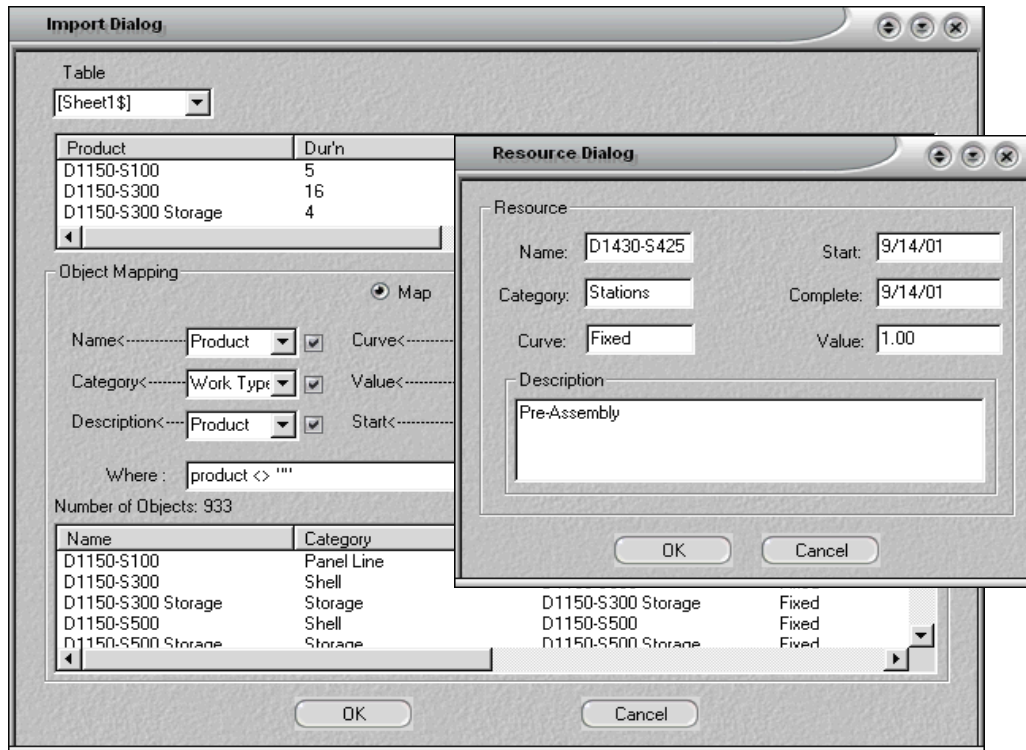 Import Dialog
Table
[Sheet1$]
Product Dur'n
D1150-S100 5
D1150-S300 16
D1150-S300 Storage 4
Object Mapping
Map
Name<----------- Product Curve<----------
Category<-------- Work Type Value<----------
Description<---- Product Start<----------
Where : product <> ""
Number of Objects: 933
Name Category
D1150-S100 Panel Line
D1150-S300 Shell
D1150-S300 Storage Storage D1150-S300 Storage Fixed
D1150-S500 Shell D1150-S500 Fixed
D1150-S500 Storage Storage D1150-S500 Storage Fixed
OK Cancel
Resource Dialog
Resource
Name: D1430-S425 Start: 9/14/01
Category: Stations Complete: 9/14/01
Curve: Fixed Value: 1.00
Description
Pre-Assembly
OK Cancel